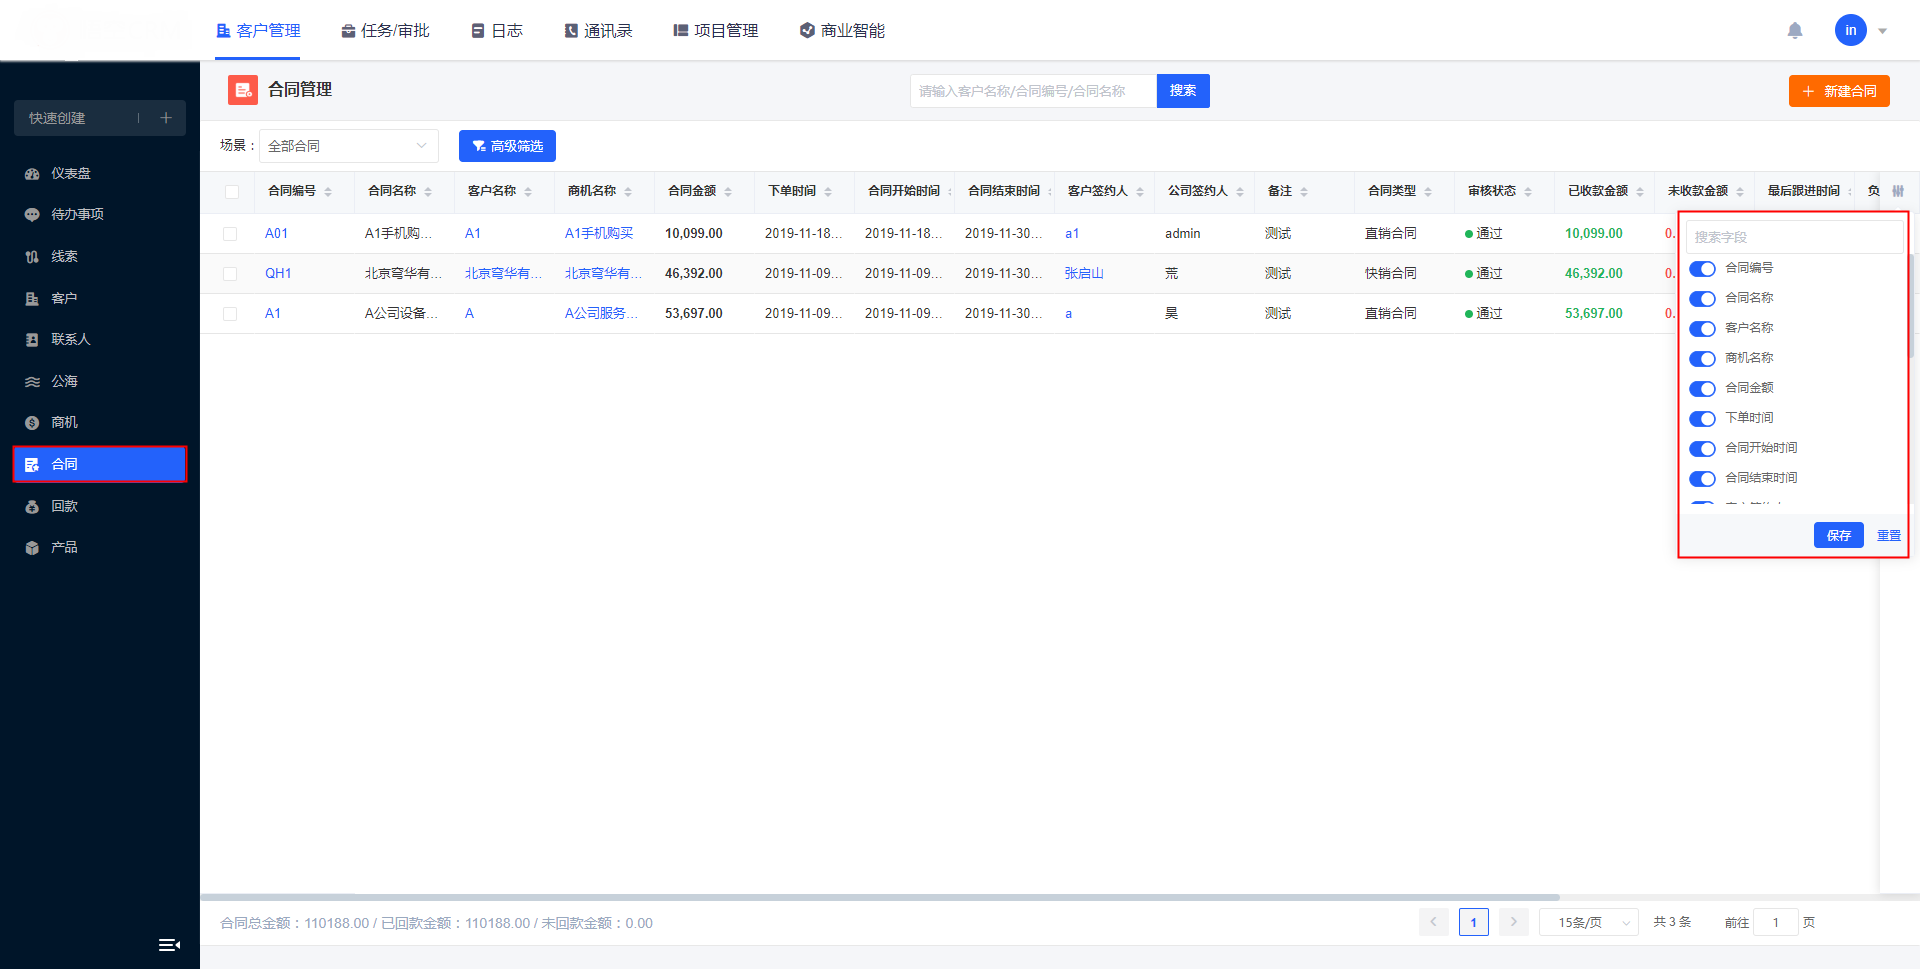 客户管理 任务/审批 日志 通讯录 项目管理 商业智能 in
合同管理 请输入客户名称/合同编号/合同名称 搜索 + 新建合同
快速创建 +
场景： 全部合同 高级筛选
仪表盘
待办事项
线索
客户
联系人
公海
商机
合同
回款
产品
合同编号 合同名称 客户名称 商机名称 合同金额 下单时间 合同开始时间 合同结束时间 客户签约人 公司签约人 备注 合同类型 审核状态 已收款金额 未收款金额 最后跟进时间 负
A01 A1手机购... A1 A1手机购买 10,099.00 2019-11-18... 2019-11-18... 2019-11-30... a1 admin 测试 直销合同 通过 10,099.00 0.
QH1 北京穹华有... 北京穹华有... 北京穹华有... 46,392.00 2019-11-09... 2019-11-09... 2019-11-30... 张启山 荒 测试 快销合同 通过 46,392.00 0.
A1 A公司设备... A A公司服务... 53,697.00 2019-11-09... 2019-11-09... 2019-11-30... a 昊 测试 直销合同 通过 53,697.00 0.
搜索字段
合同编号
合同名称
客户名称
商机名称
合同金额
下单时间
合同开始时间
合同结束时间
保存 重置
合同总金额：110188.00 / 已回款金额：110188.00 / 未回款金额：0.00 1 15条/页 共 3 条 前往 1 页